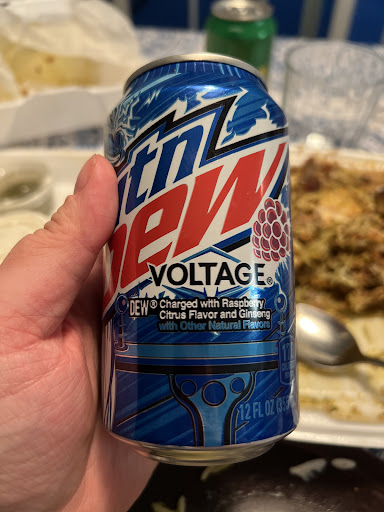 mtn
Dew
VOLTAGE®
DEW® Charged with Raspberry
Citrus Flavor and Ginseng
with Other Natural Flavors
12 FL OZ